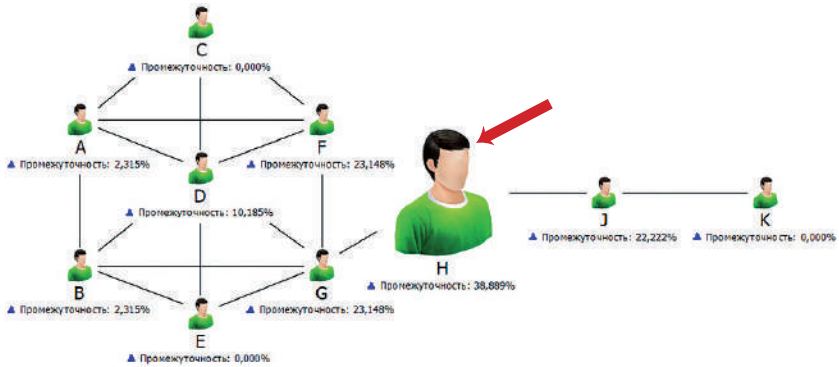 C
Промежуточность: 0,000%
A
Промежуточность: 2,315%
F
Промежуточность: 23,148%
D
Промежуточность: 10,185%
B
Промежуточность: 2,315%
G
Промежуточность: 23,148%
E
Промежуточность: 0,000%
H
Промежуточность: 38,889%
J
Промежуточность: 22,222%
K
Промежуточность: 0,000%